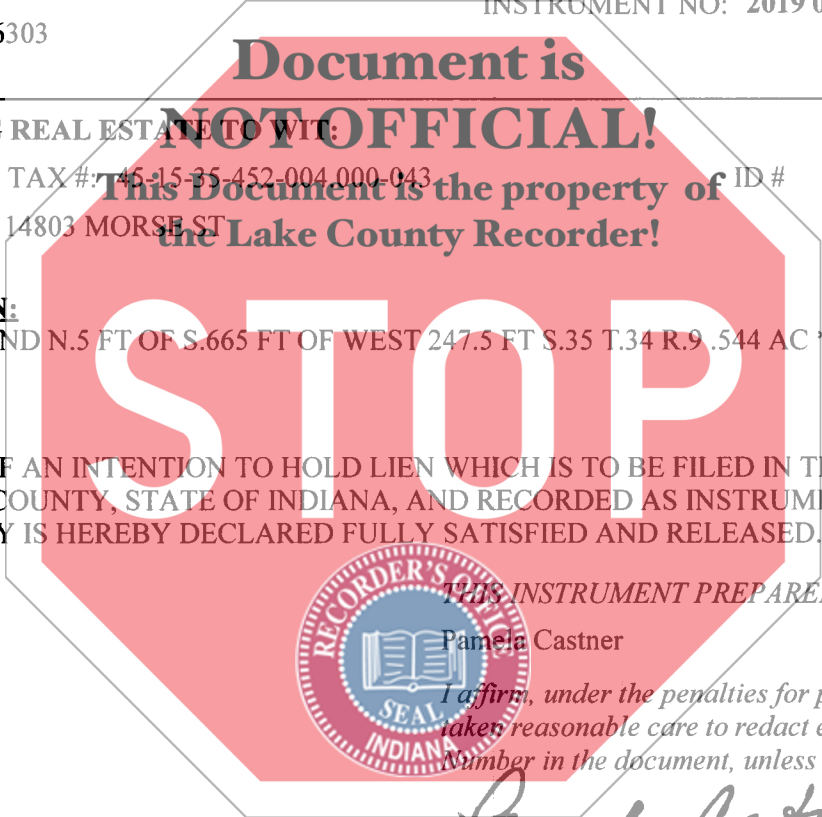 INSTRUMENT NO: 2019 0
6303
Document is
NOT OFFICIAL!
REAL ESTATE TO WIT:
TAX #: 45-15-35-452-004.000-043 ID #
This Document is the property of
14803 MORSE ST
the Lake County Recorder!
N:
ND N.5 FT OF S.665 FT OF WEST 247.5 FT S.35 T.34 R.9 .544 AC *
STOP
F AN INTENTION TO HOLD LIEN WHICH IS TO BE FILED IN T
COUNTY, STATE OF INDIANA, AND RECORDED AS INSTRUM
Y IS HEREBY DECLARED FULLY SATISFIED AND RELEASED.
RECORDER'S OFFICE
SEAL
INDIANA
THIS INSTRUMENT PREPARE
Pamela Castner
I affirm, under the penalties for p
taken reasonable care to redact e
Number in the document, unless